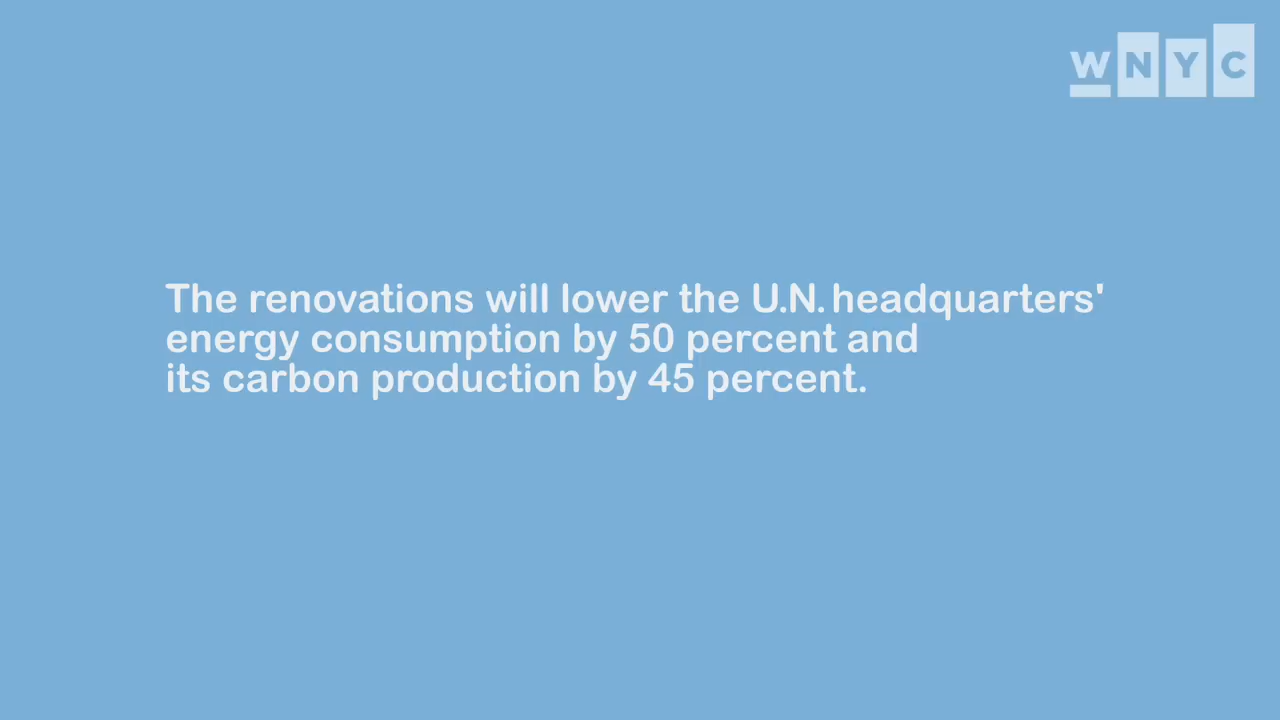 WNYC
The renovations will lower the U.N. headquarters'
energy consumption by 50 percent and
its carbon production by 45 percent.